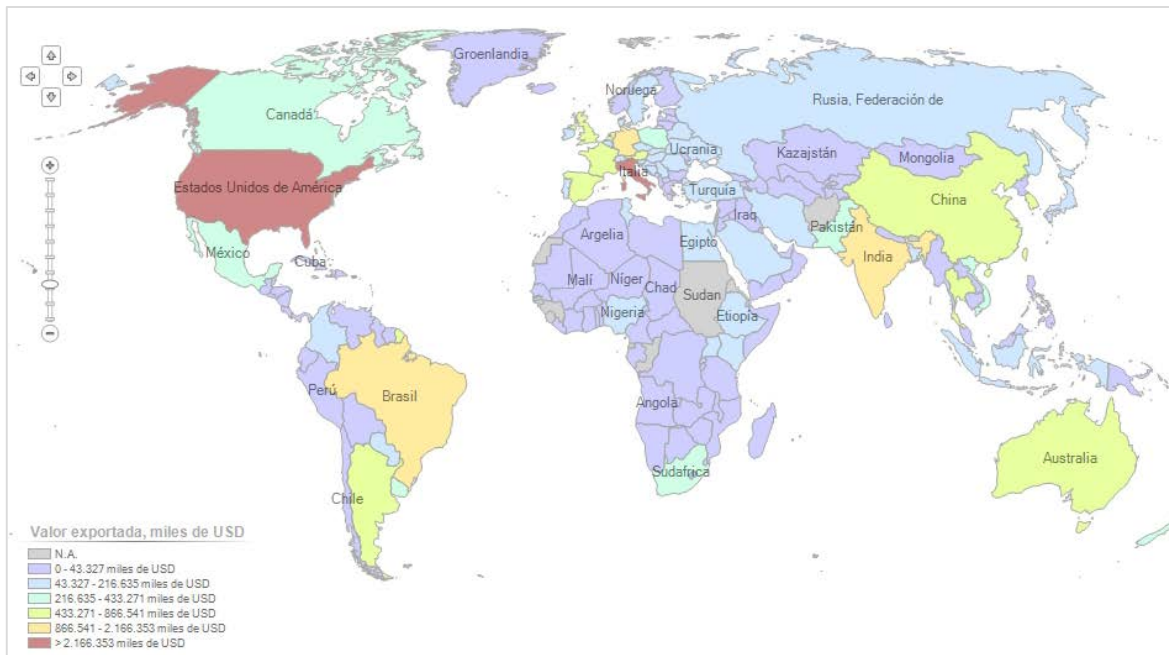 Groenlandia
Noruega
Rusia, Federación de
Canadá
Ucrania
Kazajstán
Mongolia
Italia
Estados Unidos de América
Turquía
China
Iraq
Pakistán
México
Argelia
Egipto
Cuba
India
Malí
Níger
Chad
Sudan
Nigeria
Etiopía
Perú
Brasil
Angola
Australia
Sudafrica
Chile
Valor exportada, miles de USD
N.A.
0 - 43.327 miles de USD
43.327 - 216.635 miles de USD
216.635 - 433.271 miles de USD
433.271 - 866.541 miles de USD
866.541 - 2.166.353 miles de USD
> 2.166.353 miles de USD